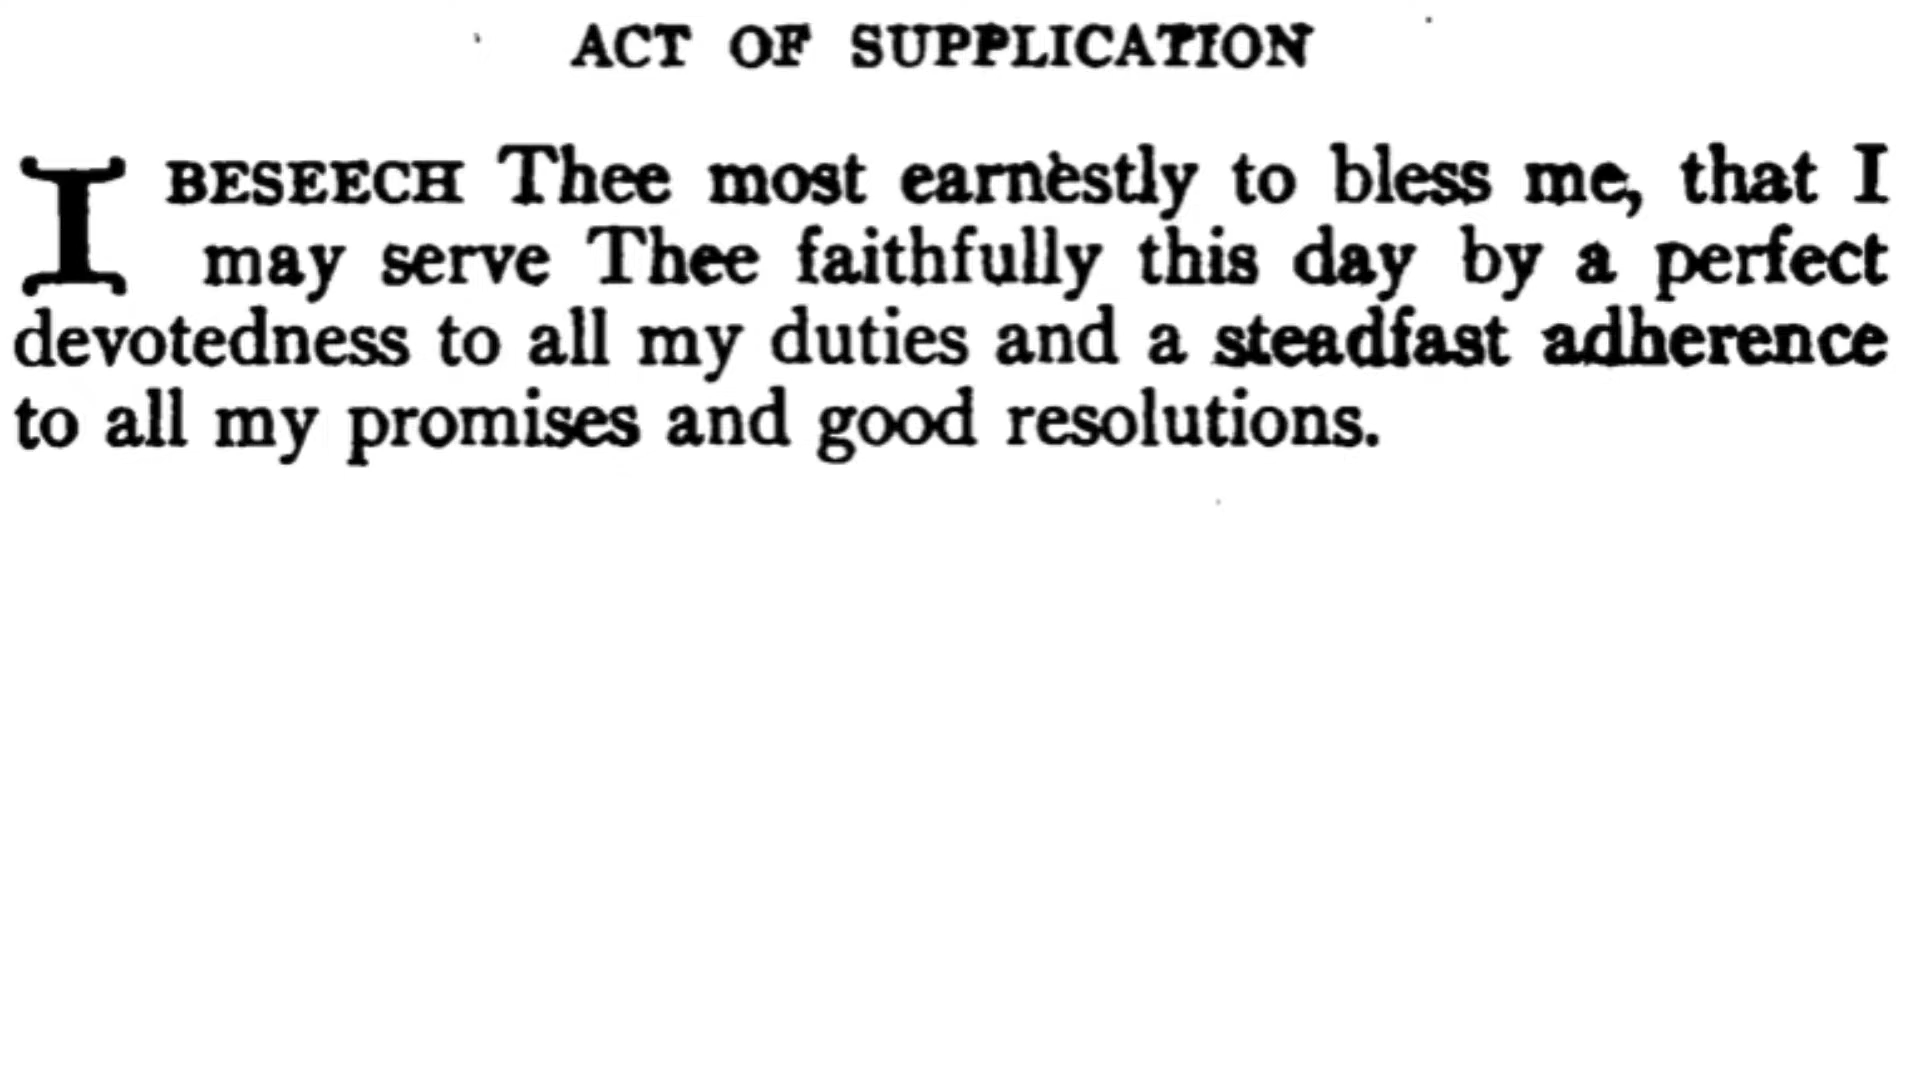 ACT OF SUPPLICATION
I BESEECH Thee most earnestly to bless me, that I
may serve Thee faithfully this day by a perfect
devotedness to all my duties and a steadfast adherence
to all my promises and good resolutions.